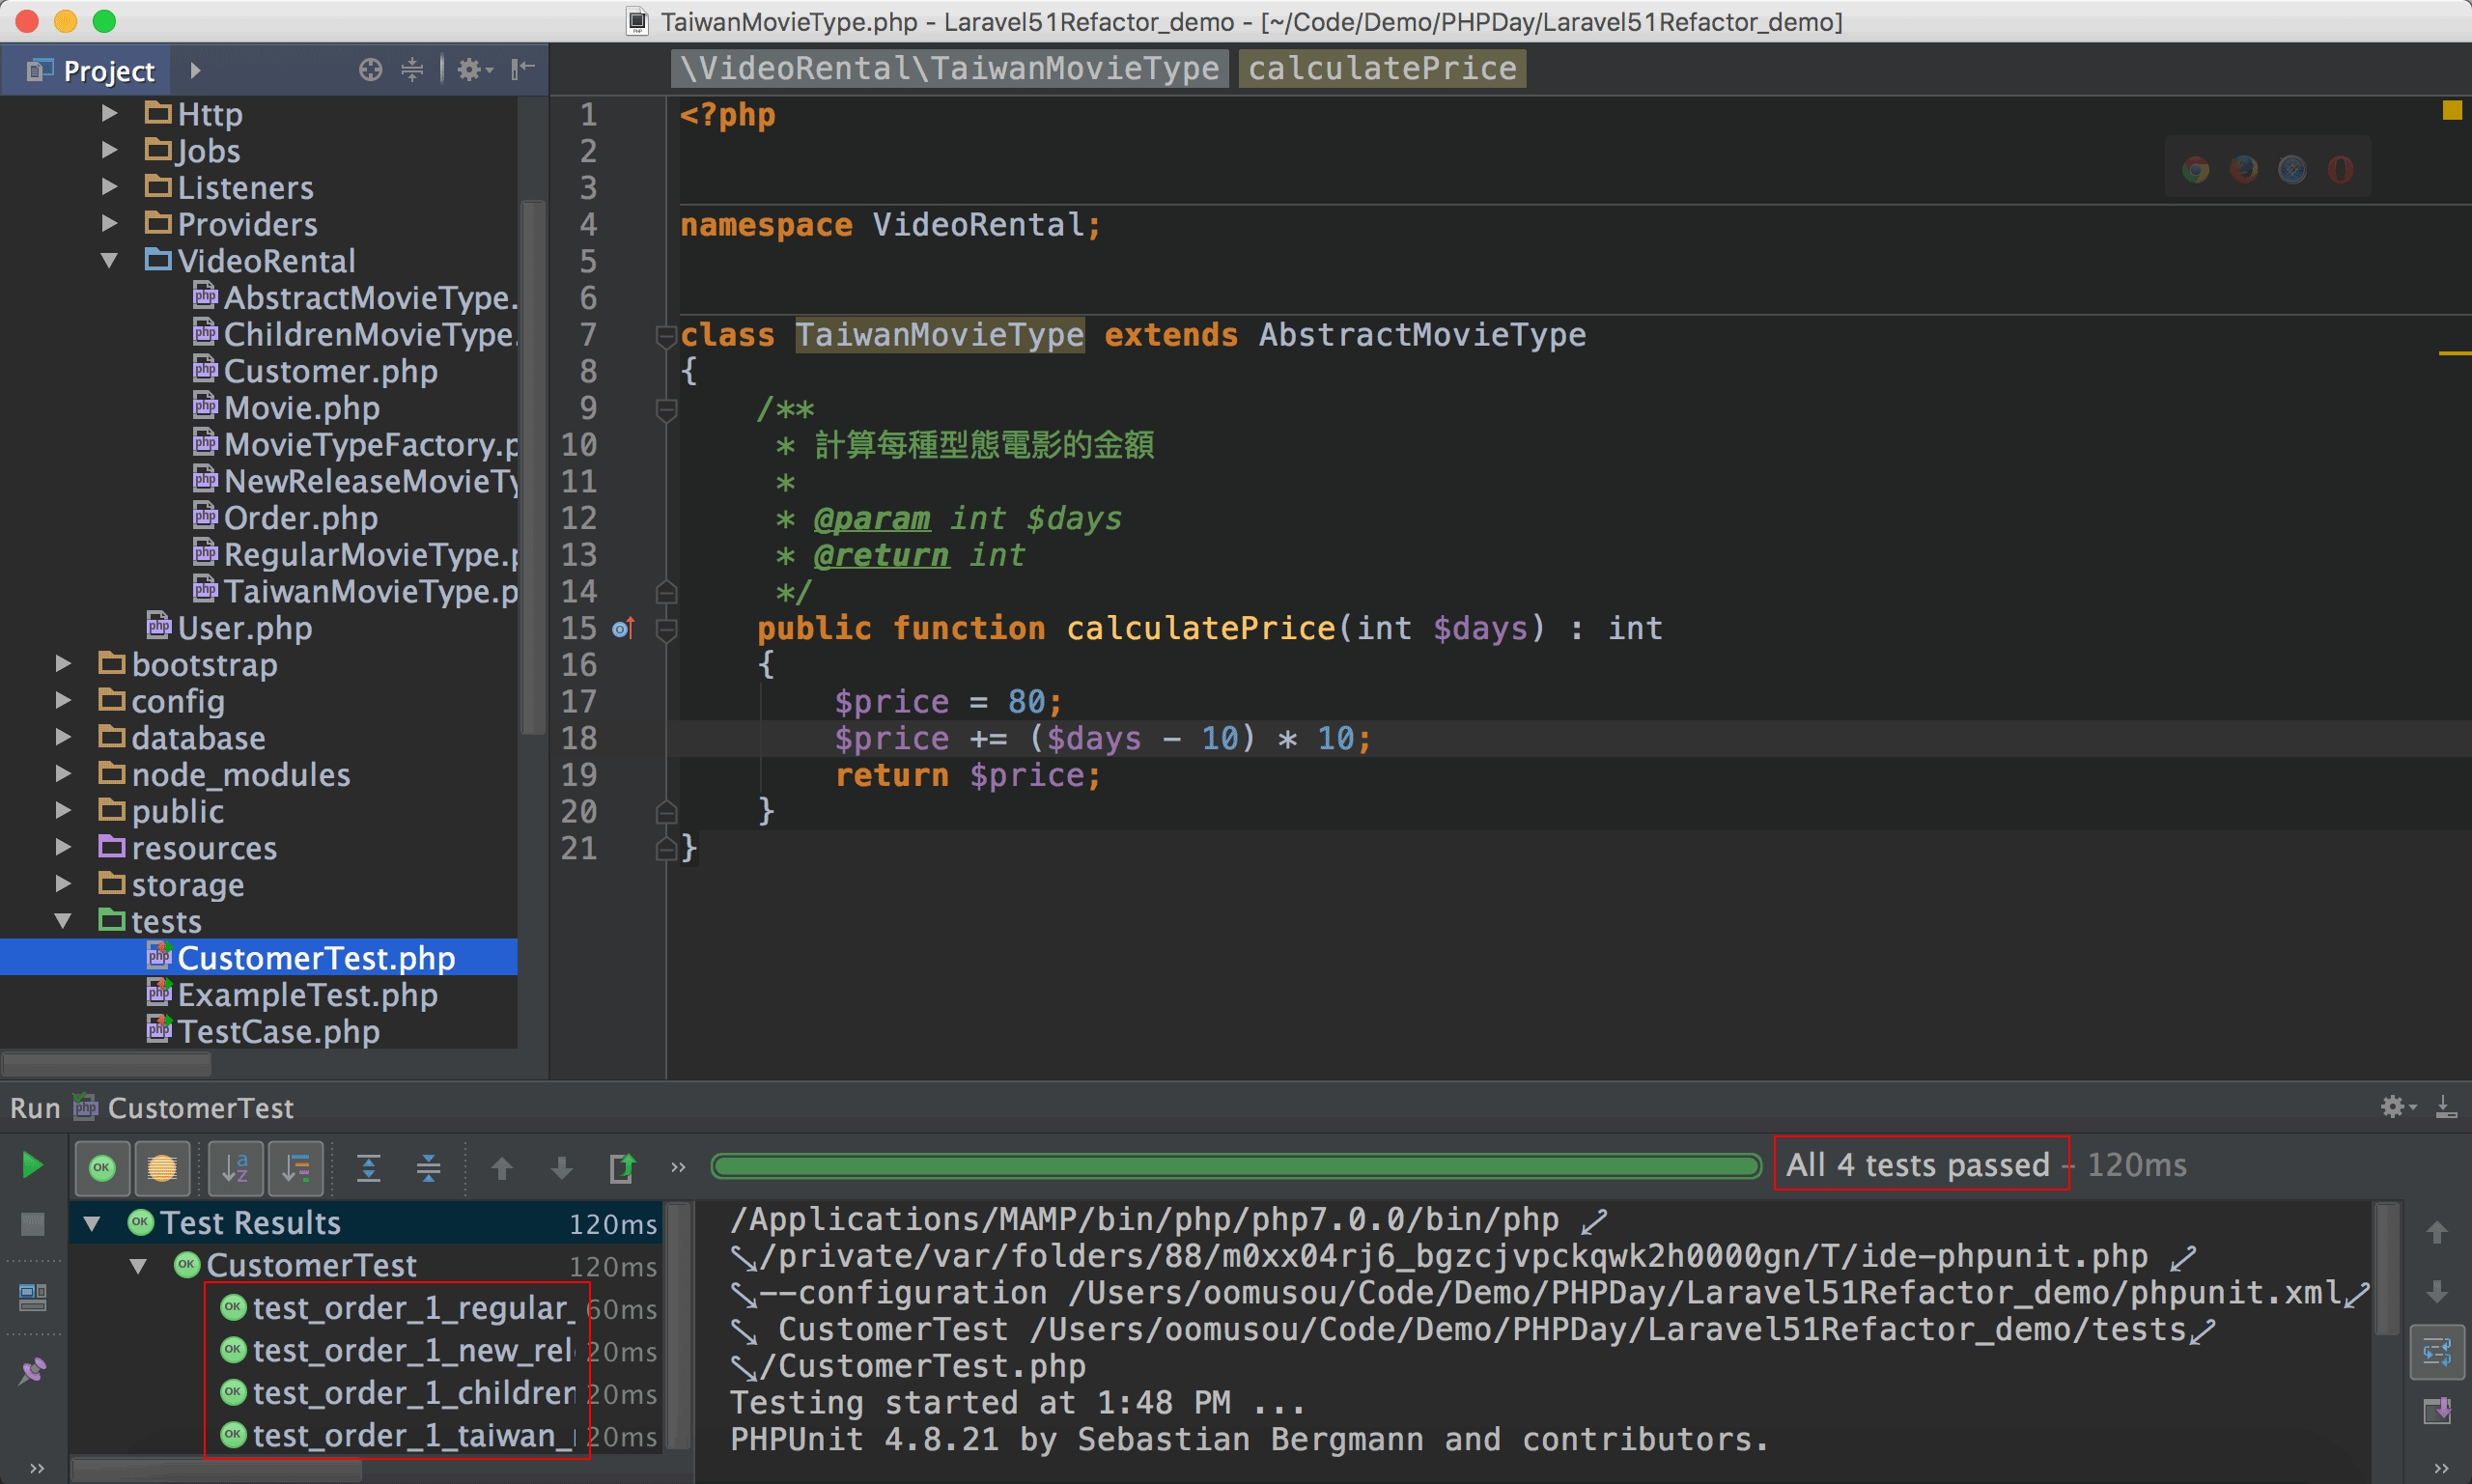 TaiwanMovieType.php - Laravel51Refactor_demo - [~/Code/Demo/PHPDay/Laravel51Refactor_demo]
Project
\VideoRental\TaiwanMovieType calculatePrice
Http
Jobs
Listeners
Providers
VideoRental
AbstractMovieType.
ChildrenMovieType.
Customer.php
Movie.php
MovieTypeFactory.p
NewReleaseMovieTy
Order.php
RegularMovieType.p
TaiwanMovieType.p
User.php
bootstrap
config
database
node_modules
public
resources
storage
tests
CustomerTest.php
ExampleTest.php
TestCase.php
1 <?php
2
3
4 namespace VideoRental;
5
6
7 class TaiwanMovieType extends AbstractMovieType
8 {
9 /**
10 * 計算每種型態電影的金額
11 *
12 * @param int $days
13 * @return int
14 */
15 public function calculatePrice(int $days) : int
16 {
17 $price = 80;
18 $price += ($days - 10) * 10;
19 return $price;
20 }
21 }
Run CustomerTest
All 4 tests passed - 120ms
Test Results 120ms
CustomerTest 120ms
test_order_1_regular_ 60ms
test_order_1_new_rel 20ms
test_order_1_children 20ms
test_order_1_taiwan_ 20ms
/Applications/MAMP/bin/php/php7.0.0/bin/php
/private/var/folders/88/m0xx04rj6_bgzcjvpckqwk2h0000gn/T/ide-phpunit.php
--configuration /Users/oomusou/Code/Demo/PHPDay/Laravel51Refactor_demo/phpunit.xml
CustomerTest /Users/oomusou/Code/Demo/PHPDay/Laravel51Refactor_demo/tests
/CustomerTest.php
Testing started at 1:48 PM ...
PHPUnit 4.8.21 by Sebastian Bergmann and contributors.